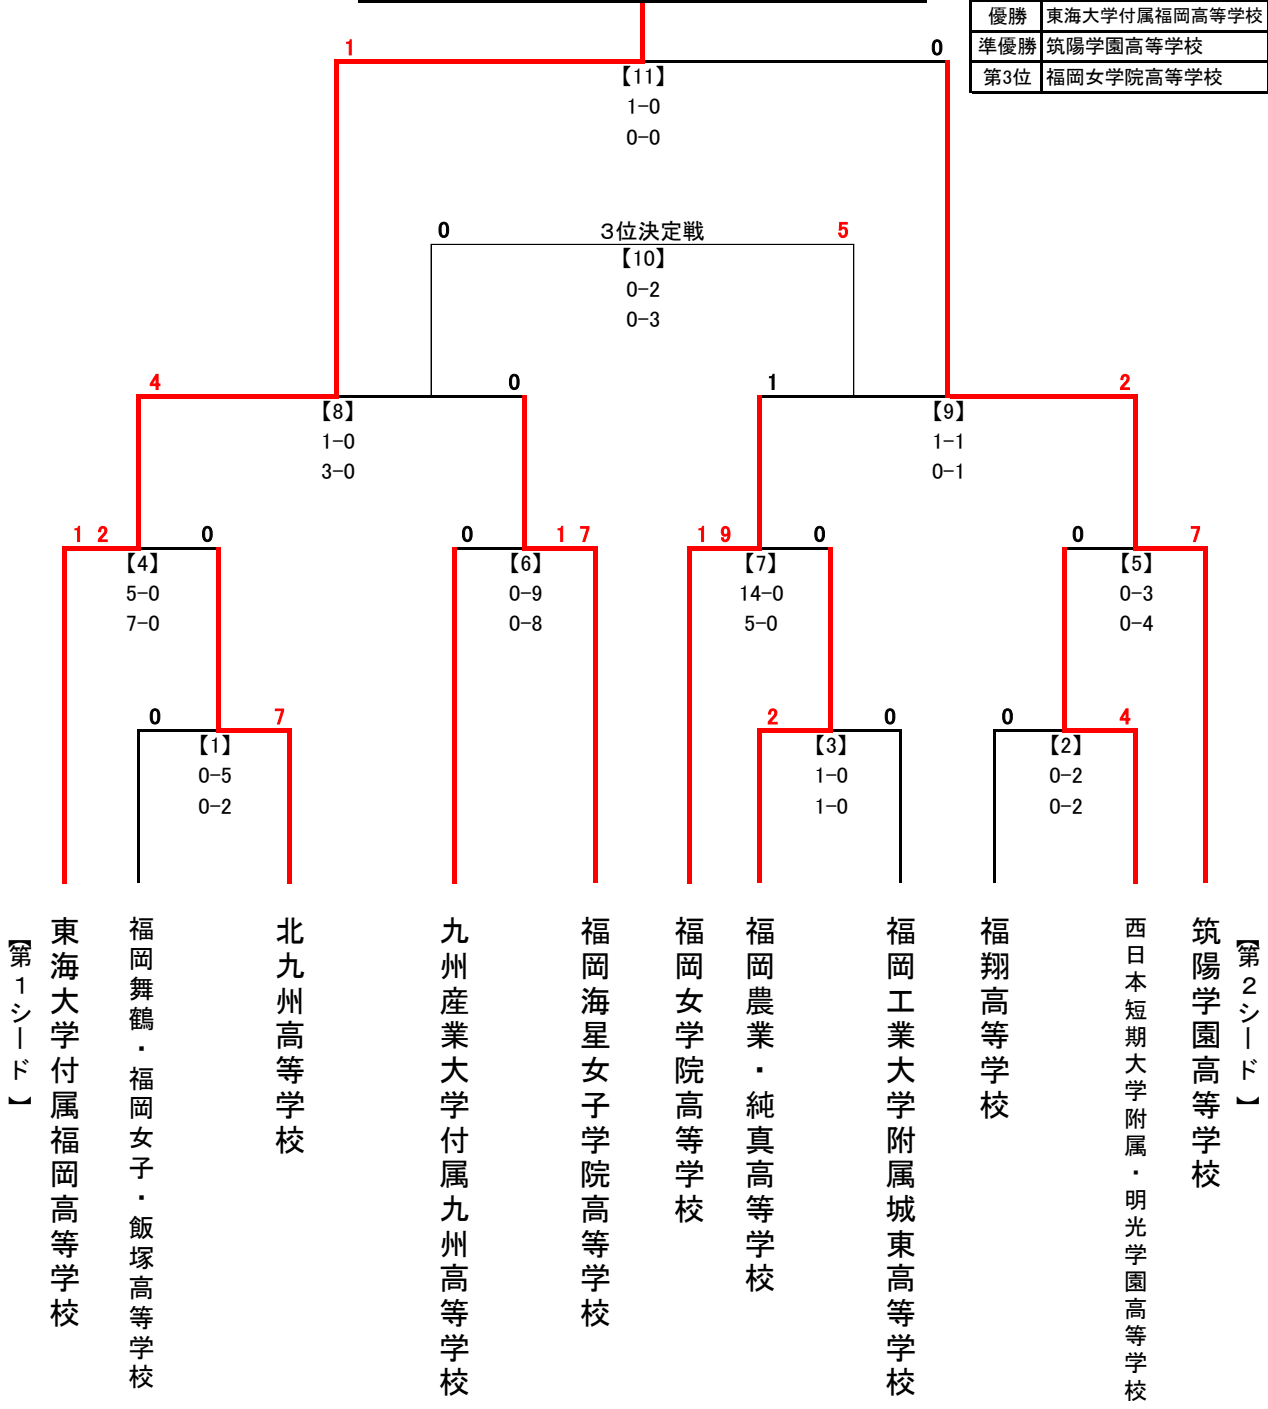 優勝 東海大学付属福岡高等学校
準優勝 筑陽学園高等学校
第3位 福岡女学院高等学校
1 0
【11】
1-0
0-0
0 3位決定戦 5
【10】
0-2
0-3
4 0 1 2
【8】 【9】
1-0 1-1
3-0 0-1
12 0 0 17 19 0 0 7
【4】 【6】 【7】 【5】
5-0 0-9 14-0 0-3
7-0 0-8 5-0 0-4
0 7 2 0 0 4
【1】 【3】 【2】
0-5 1-0 0-2
0-2 1-0 0-2
【第1シード】
東海大学付属福岡高等学校
福岡舞鶴・福岡女子・飯塚高等学校
北九州高等学校
九州産業大学付属九州高等学校
福岡海星女子学院高等学校
福岡女学院高等学校
福岡農業・純真高等学校
福岡工業大学附属城東高等学校
福翔高等学校
西日本短期大学附属・明光学園高等学校
筑陽学園高等学校
【第2シード】